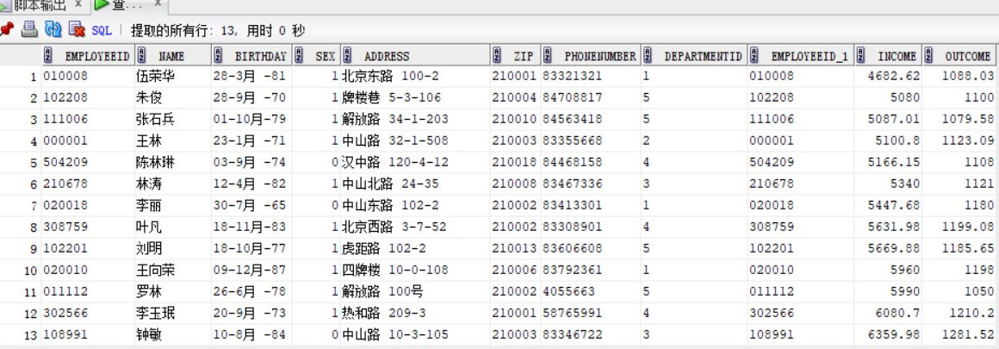 脚本输出 × 查... ×
SQL | 提取的所有行: 13, 用时 0 秒
EMPLOYEEID NAME BIRTHDAY SEX ADDRESS ZIP PHONENUMBER DEPARTMENTID EMPLOYEEID_1 INCOME OUTCOME
1 010008 伍荣华 28-3月 -81 1 北京东路 100-2 210001 83321321 1 010008 4682.62 1088.03
2 102208 朱俊 28-9月 -70 1 牌楼巷 5-3-106 210004 84708817 5 102208 5080 1100
3 111006 张石兵 01-10月-79 1 解放路 34-1-203 210010 84563418 5 111006 5087.01 1079.58
4 000001 王林 23-1月 -71 1 中山路 32-1-508 210003 83355668 2 000001 5100.8 1123.09
5 504209 陈林琳 03-9月 -74 0 汉中路 120-4-12 210018 84468158 4 504209 5166.15 1108
6 210678 林涛 12-4月 -82 1 中山北路 24-35 210008 83467336 3 210678 5340 1121
7 020018 李丽 30-7月 -65 0 中山东路 102-2 210002 83413301 1 020018 5447.68 1180
8 308759 叶凡 18-11月-83 1 北京西路 3-7-52 210002 83308901 4 308759 5631.98 1199.08
9 102201 刘明 18-10月-77 1 虎距路 102-2 210013 83606608 5 102201 5669.88 1185.65
10 020010 王向荣 09-12月-87 1 四牌楼 10-0-108 210006 83792361 1 020010 5960 1198
11 011112 罗林 26-6月 -78 1 解放路 100号 210002 4055663 5 011112 5990 1050
12 302566 李玉珉 20-9月 -73 1 热和路 209-3 210001 58765991 4 302566 6080.7 1210.2
13 108991 钟敏 10-8月 -84 0 中山路 10-3-105 210003 83346722 3 108991 6359.98 1281.52